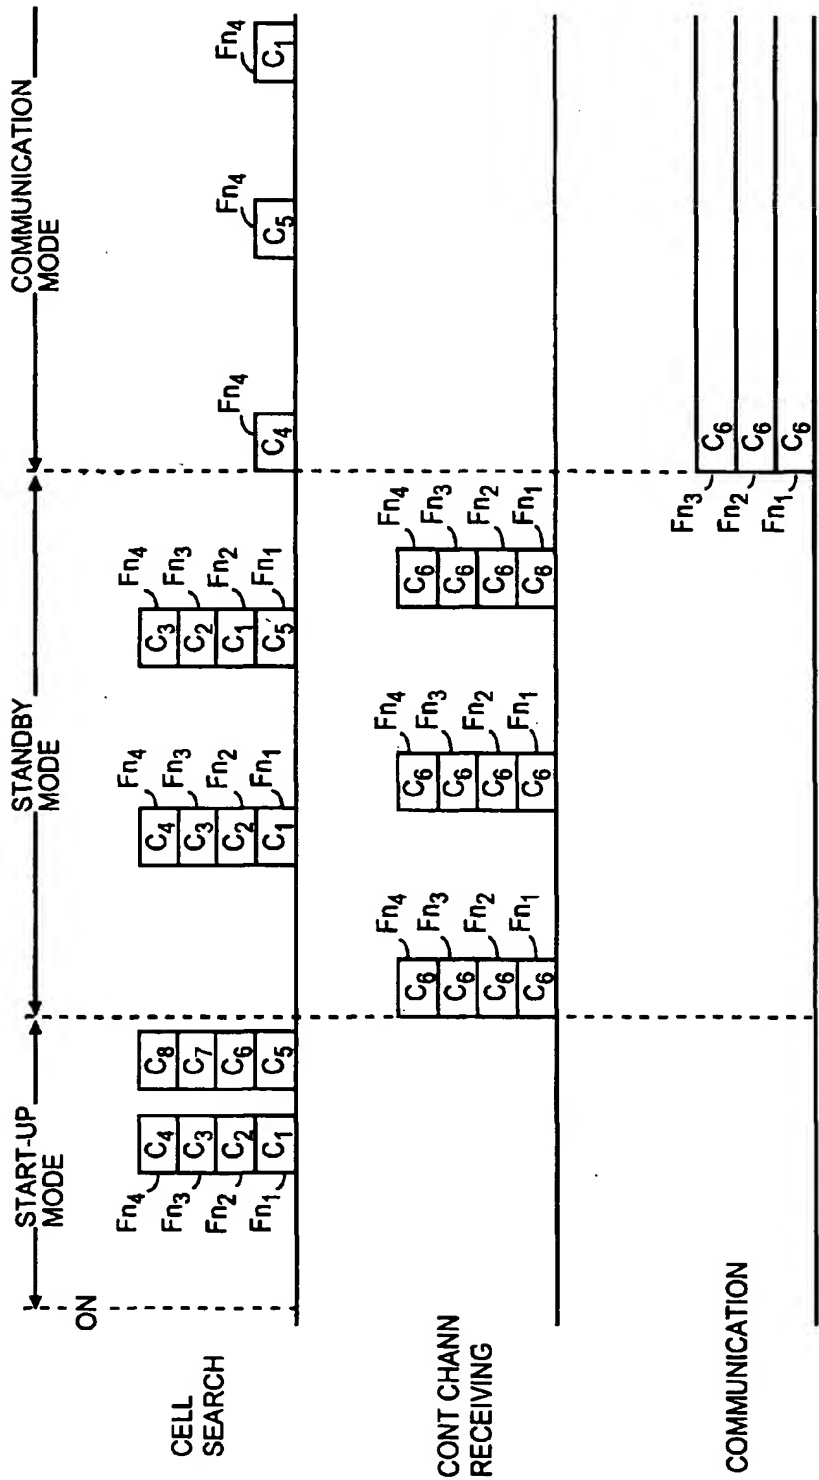 START-UP
MODE
STANDBY
MODE
COMMUNICATION
MODE
ON
CELL
SEARCH
Fn4
Fn3
Fn2
Fn1
C4
C3
C2
C1
C8
C7
C6
C5
C4
C3
C2
C1
Fn4
Fn3
Fn2
Fn1
C3
C2
C1
C5
Fn4
Fn3
Fn2
Fn1
C4
Fn4
C5
Fn4
C1
Fn4
CONT CHANN
RECEIVING
C6
C6
C6
C6
Fn4
Fn3
Fn2
Fn1
C6
C6
C6
C6
Fn4
Fn3
Fn2
Fn1
C6
C6
C6
C6
Fn4
Fn3
Fn2
Fn1
COMMUNICATION
Fn3
Fn2
Fn1
C6
C6
C6